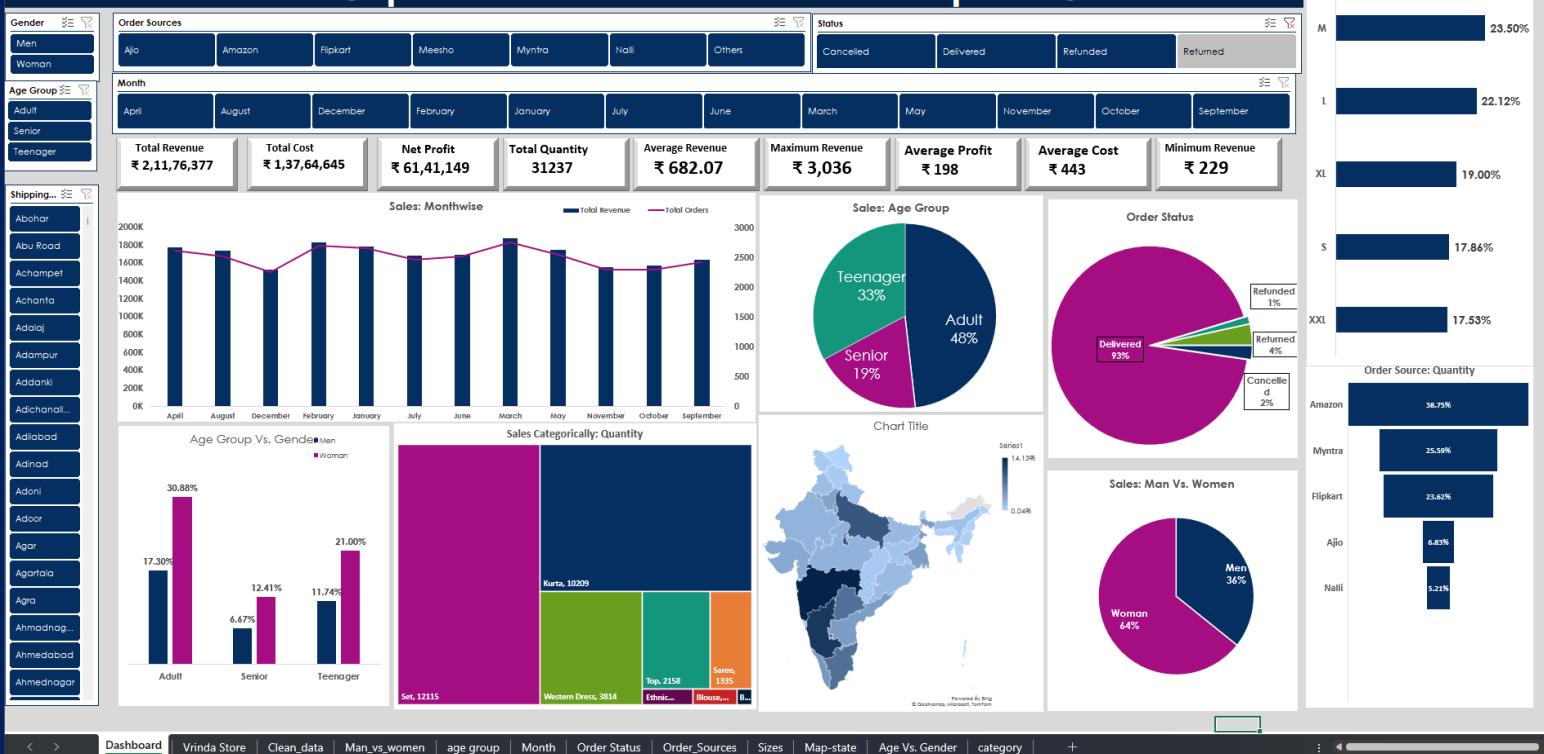 Gender
Men
Woman
Age Group
Adult
Senior
Teenager
Shipping...
Abohar
Abu Road
Achampet
Achanta
Adalaj
Adampur
Addanki
Adichanall...
Adilabad
Adinad
Adoni
Adoor
Agar
Agartala
Agra
Ahmadnag...
Ahmedabad
Ahmednagar
Order Sources
Ajio
Amazon
Flipkart
Meesho
Myntra
Nalli
Others
Status
Cancelled
Delivered
Refunded
Returned
Month
April
August
December
February
January
July
June
March
May
November
October
September
Total Revenue
₹ 2,11,76,377
Total Cost
₹ 1,37,64,645
Net Profit
₹ 61,41,149
Total Quantity
31237
Average Revenue
₹ 682.07
Maximum Revenue
₹ 3,036
Average Profit
₹ 198
Average Cost
₹ 443
Minimum Revenue
₹ 229
Sales: Monthwise
Total Revenue
Total Orders
2000K
1800K
1600K
1400K
1200K
1000K
800K
600K
400K
200K
0K
3000
2500
2000
1500
1000
500
0
April
August
December
February
January
July
June
March
May
November
October
September
Sales: Age Group
Teenager
33%
Adult
48%
Senior
19%
Order Status
Refunded
1%
Delivered
93%
Returned
4%
Cancelle
d
2%
M
23.50%
L
22.12%
XL
19.00%
S
17.86%
XXL
17.53%
Age Group Vs. Gende
Men
Woman
30.88%
17.30%
6.67%
12.41%
11.74%
21.00%
Adult
Senior
Teenager
Sales Categorically: Quantity
Set, 12115
Kurta, 10209
Western Dress, 3814
Top, 2158
Saree,
1335
Ethnic...
Blouse,...
B...
Chart Title
Series1
14.13%
0.04%
Powered by Bing
© GeoNames, Microsoft, TomTom
Sales: Man Vs. Women
Men
36%
Woman
64%
Order Source: Quantity
Amazon
38.75%
Myntra
25.59%
Flipkart
23.62%
Ajio
6.83%
Nalli
5.21%
Dashboard
Vrinda Store
Clean_data
Man_vs_women
age group
Month
Order Status
Order_Sources
Sizes
Map-state
Age Vs. Gender
category